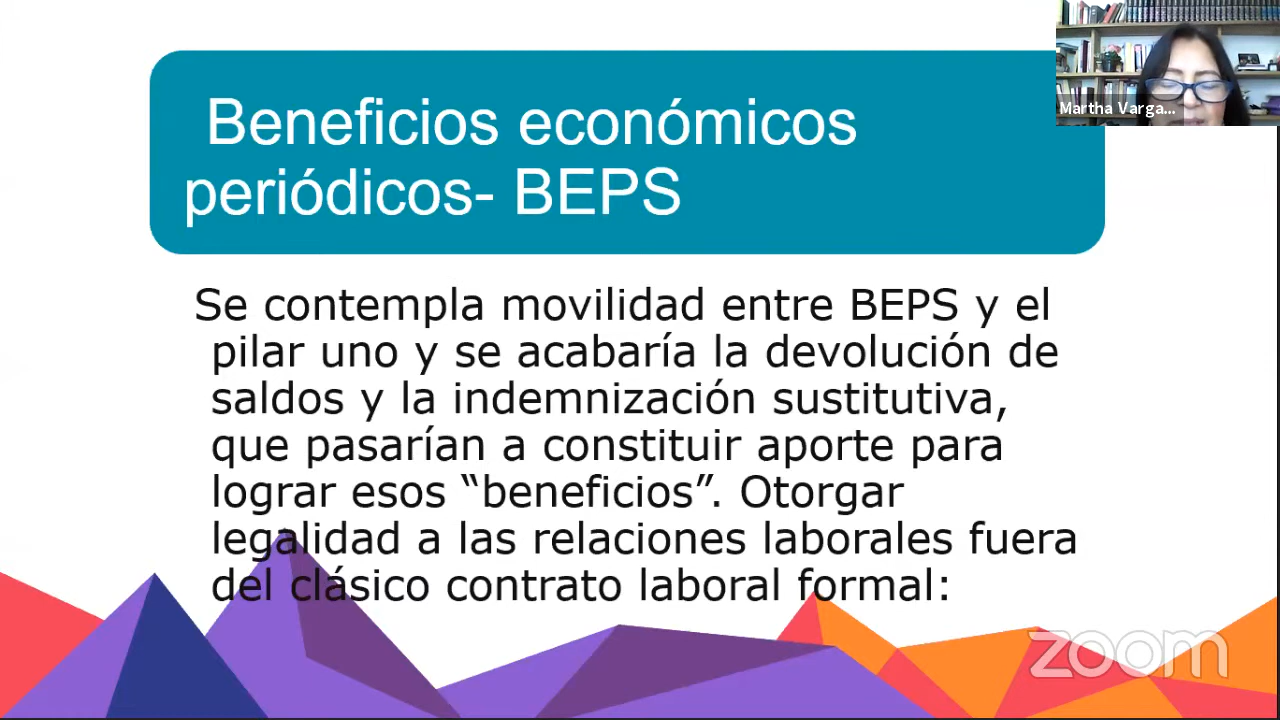 Beneficios económicos
periódicos- BEPS
Martha Varga...
Se contempla movilidad entre BEPS y el
pilar uno y se acabaría la devolución de
saldos y la indemnización sustitutiva,
que pasarían a constituir aporte para
lograr esos “beneficios”. Otorgar
legalidad a las relaciones laborales fuera
del clásico contrato laboral formal:
zoom